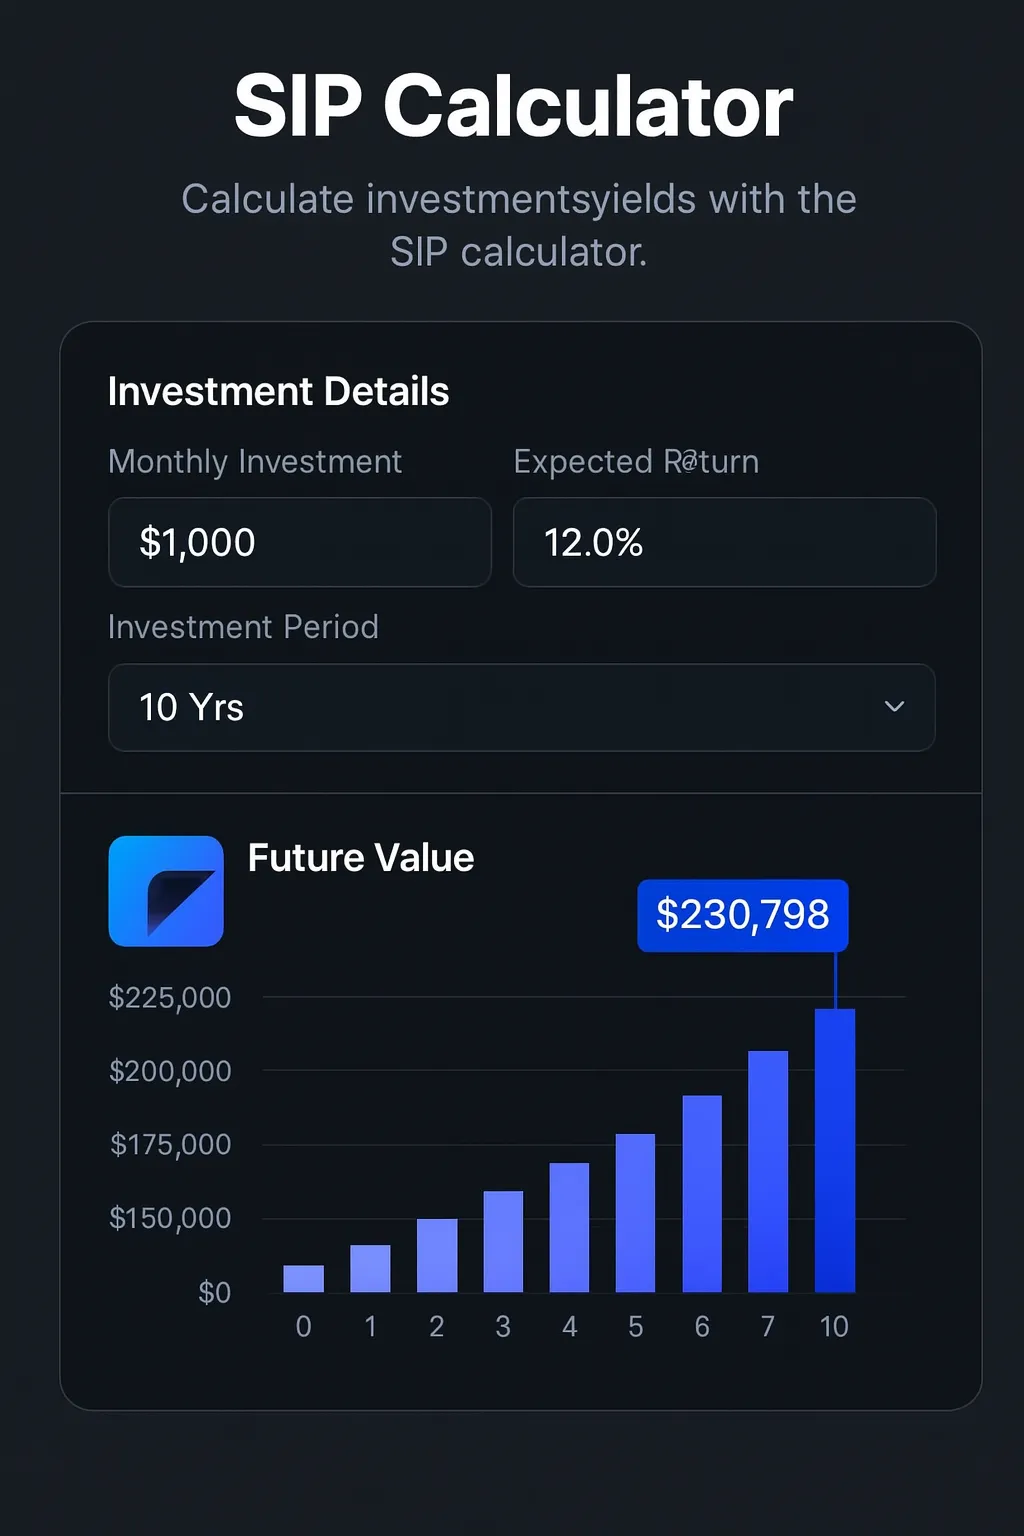 SIP Calculator
Calculate investmentsyields with the
SIP calculator.
Investment Details
Monthly Investment
Expected R@turn
$1,000
12.0%
Investment Period
10 Yrs
Future Value
$230,798
$225,000
$200,000
$175,000
$150,000
$0
0 1 2 3 4 5 6 7 10